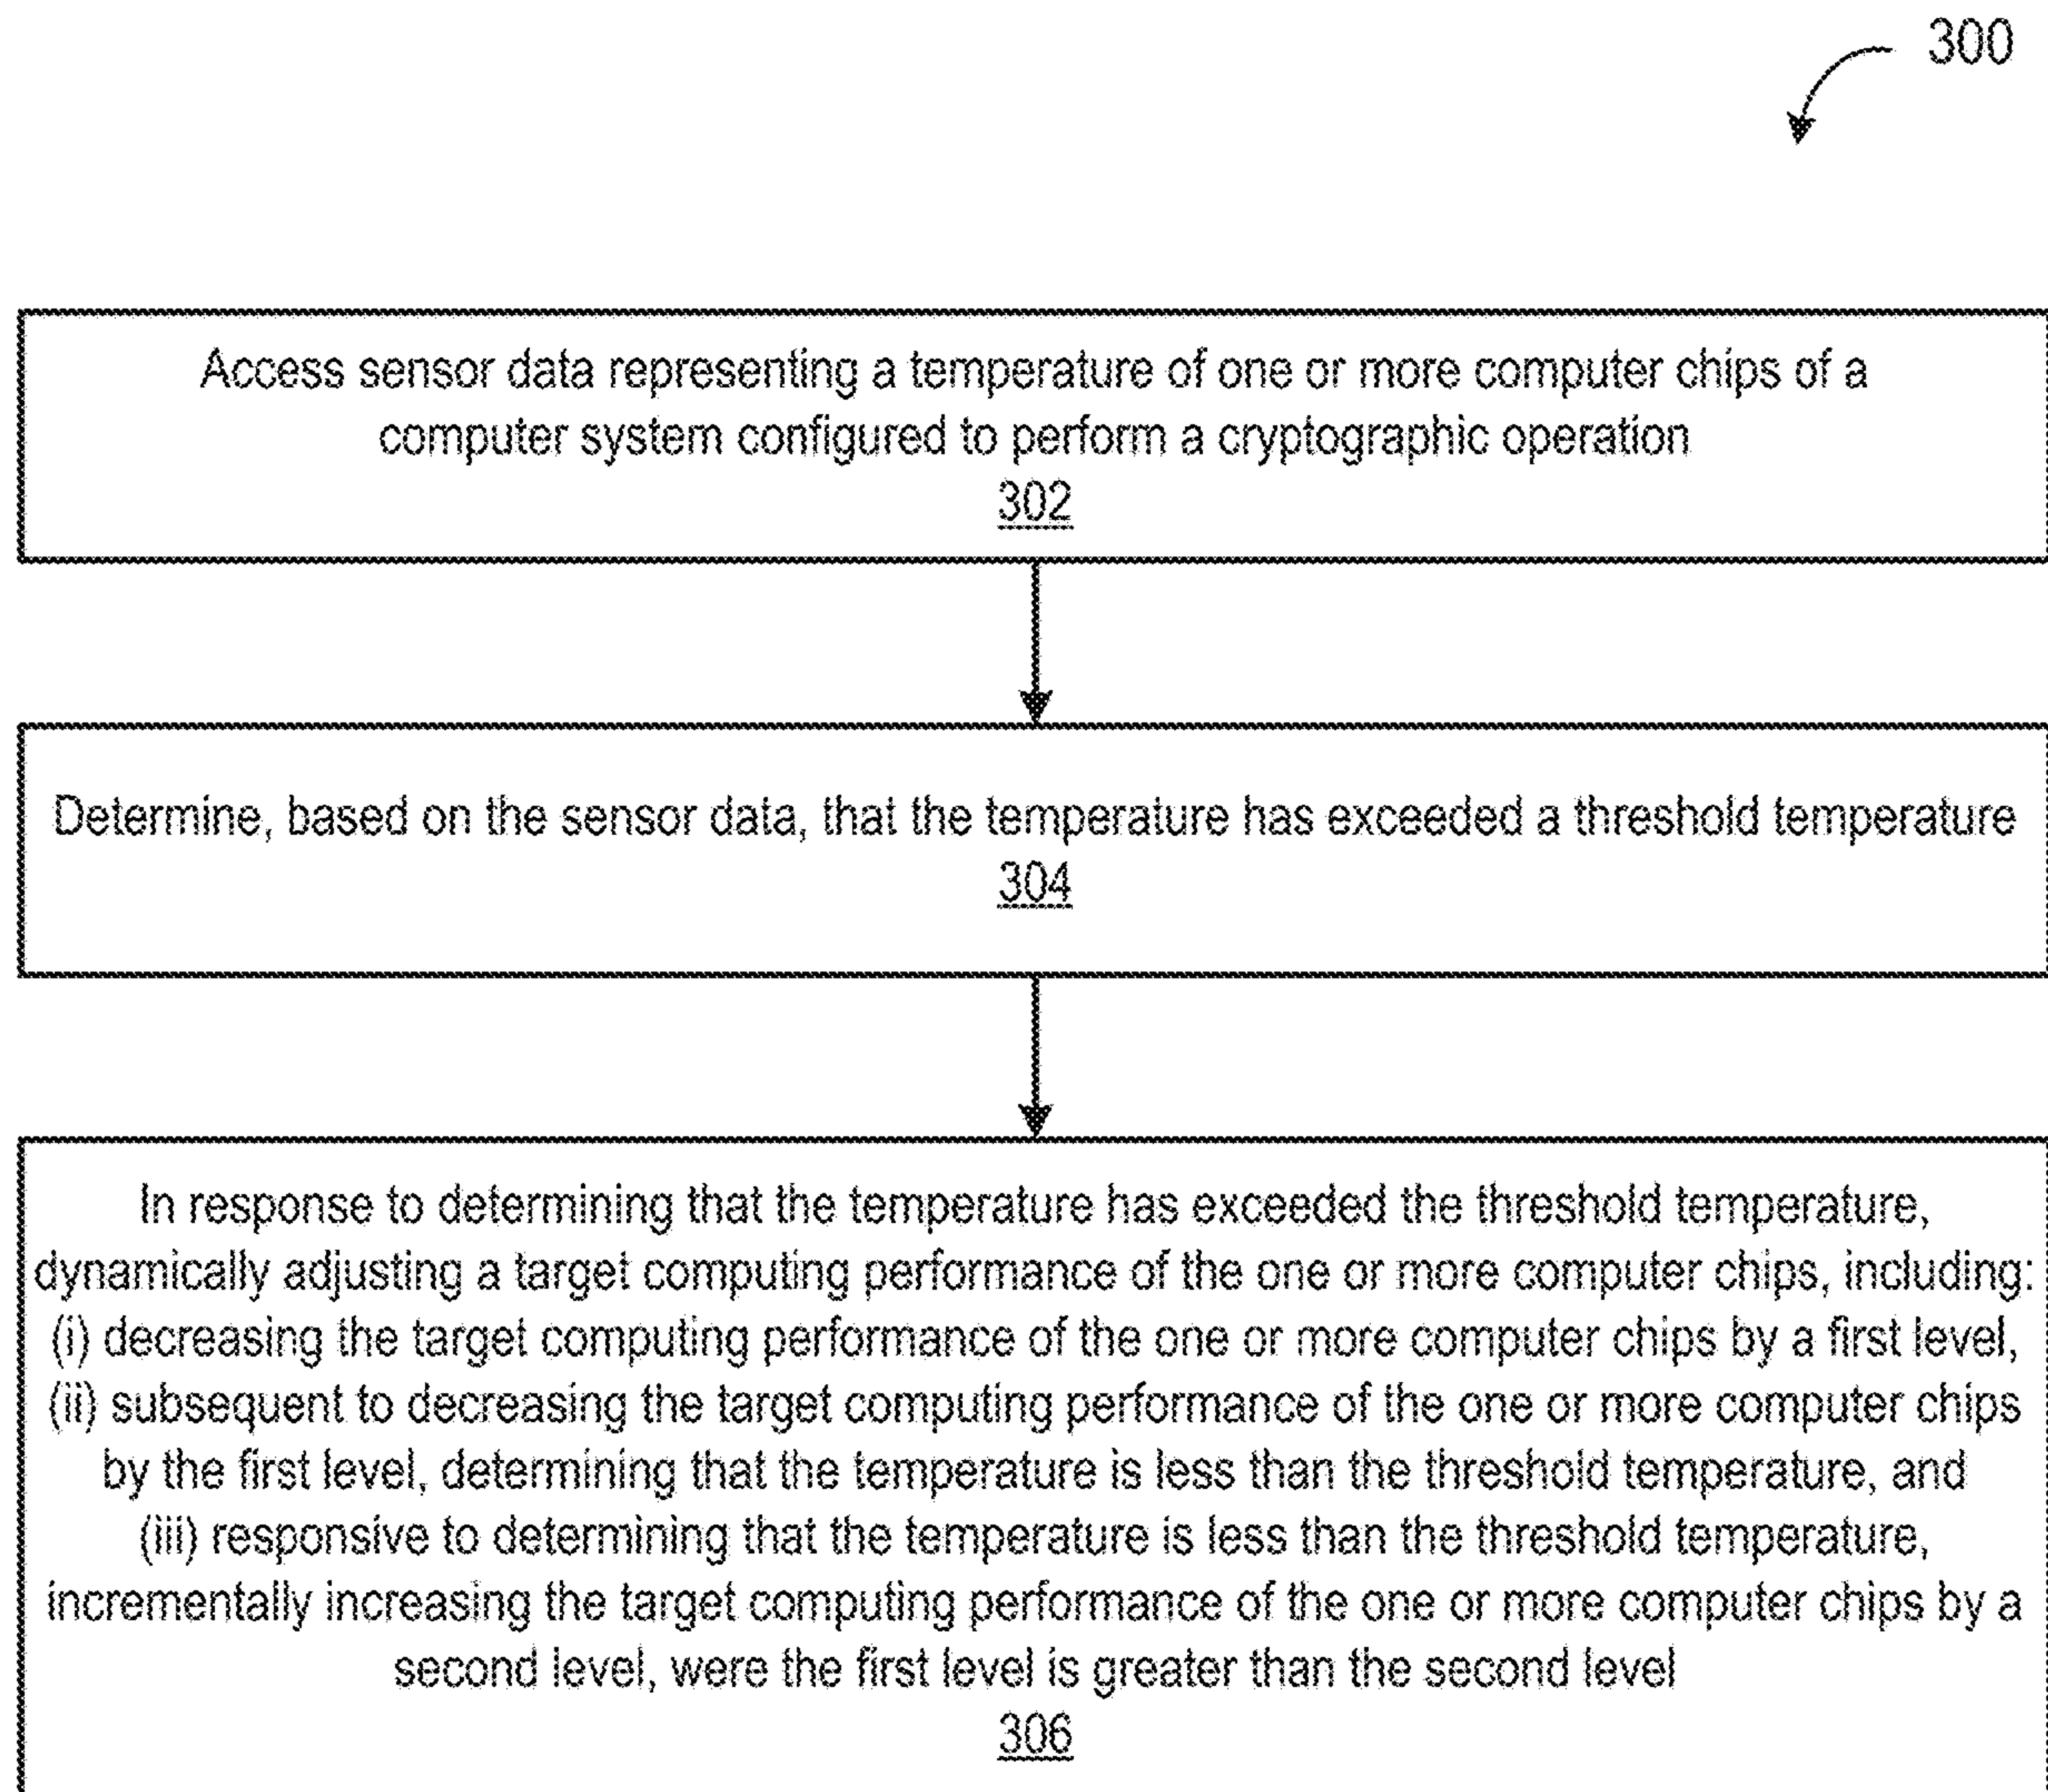 300
Access sensor data representing a temperature of one or more computer chips of a
computer system configured to perform a cryptographic operation
302
Determine, based on the sensor data, that the temperature has exceeded a threshold temperature
304
In response to determining that the temperature has exceeded the threshold temperature,
dynamically adjusting a target computing performance of the one or more computer chips, including:
(i) decreasing the target computing performance of the one or more computer chips by a first level,
(ii) subsequent to decreasing the target computing performance of the one or more computer chips
by the first level, determining that the temperature is less than the threshold temperature, and
(iii) responsive to determining that the temperature is less than the threshold temperature,
incrementally increasing the target computing performance of the one or more computer chips by a
second level, were the first level is greater than the second level
306